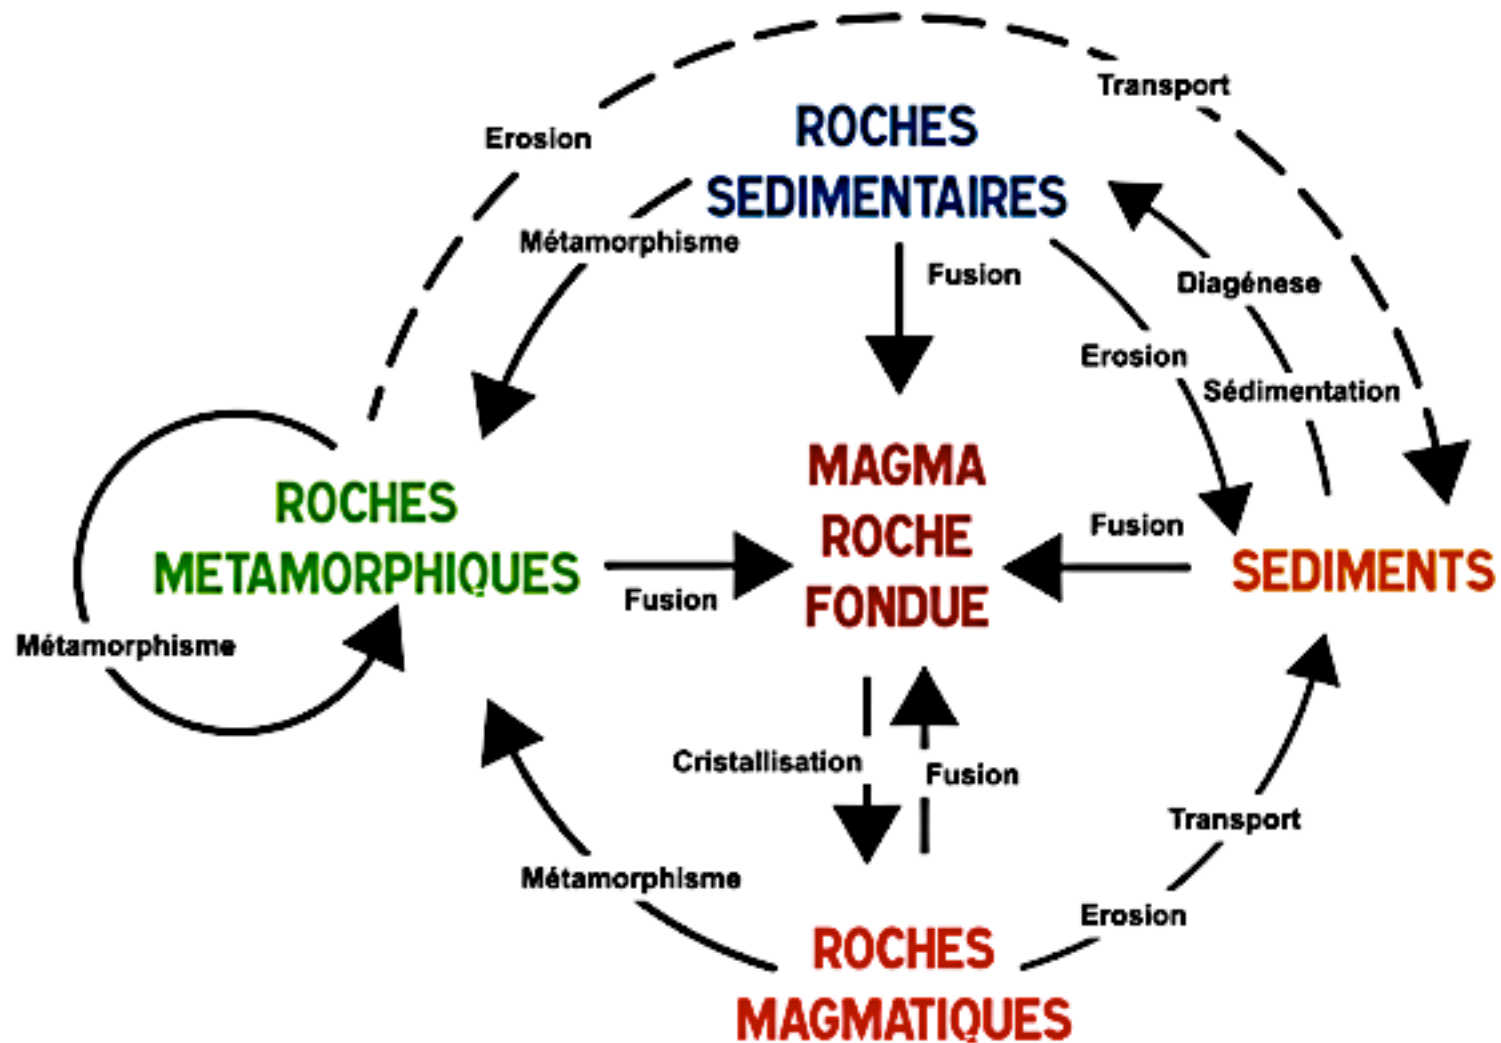 Transport
Erosion
ROCHES
SEDIMENTAIRES
Métamorphisme
Fusion
Diagénese
Erosion
Sédimentation
MAGMA
ROCHE
FONDUE
ROCHES
METAMORPHIQUES
Fusion
Fusion
SEDIMENTS
Métamorphisme
Cristallisation
Fusion
Transport
Métamorphisme
Erosion
ROCHES
MAGMATIQUES